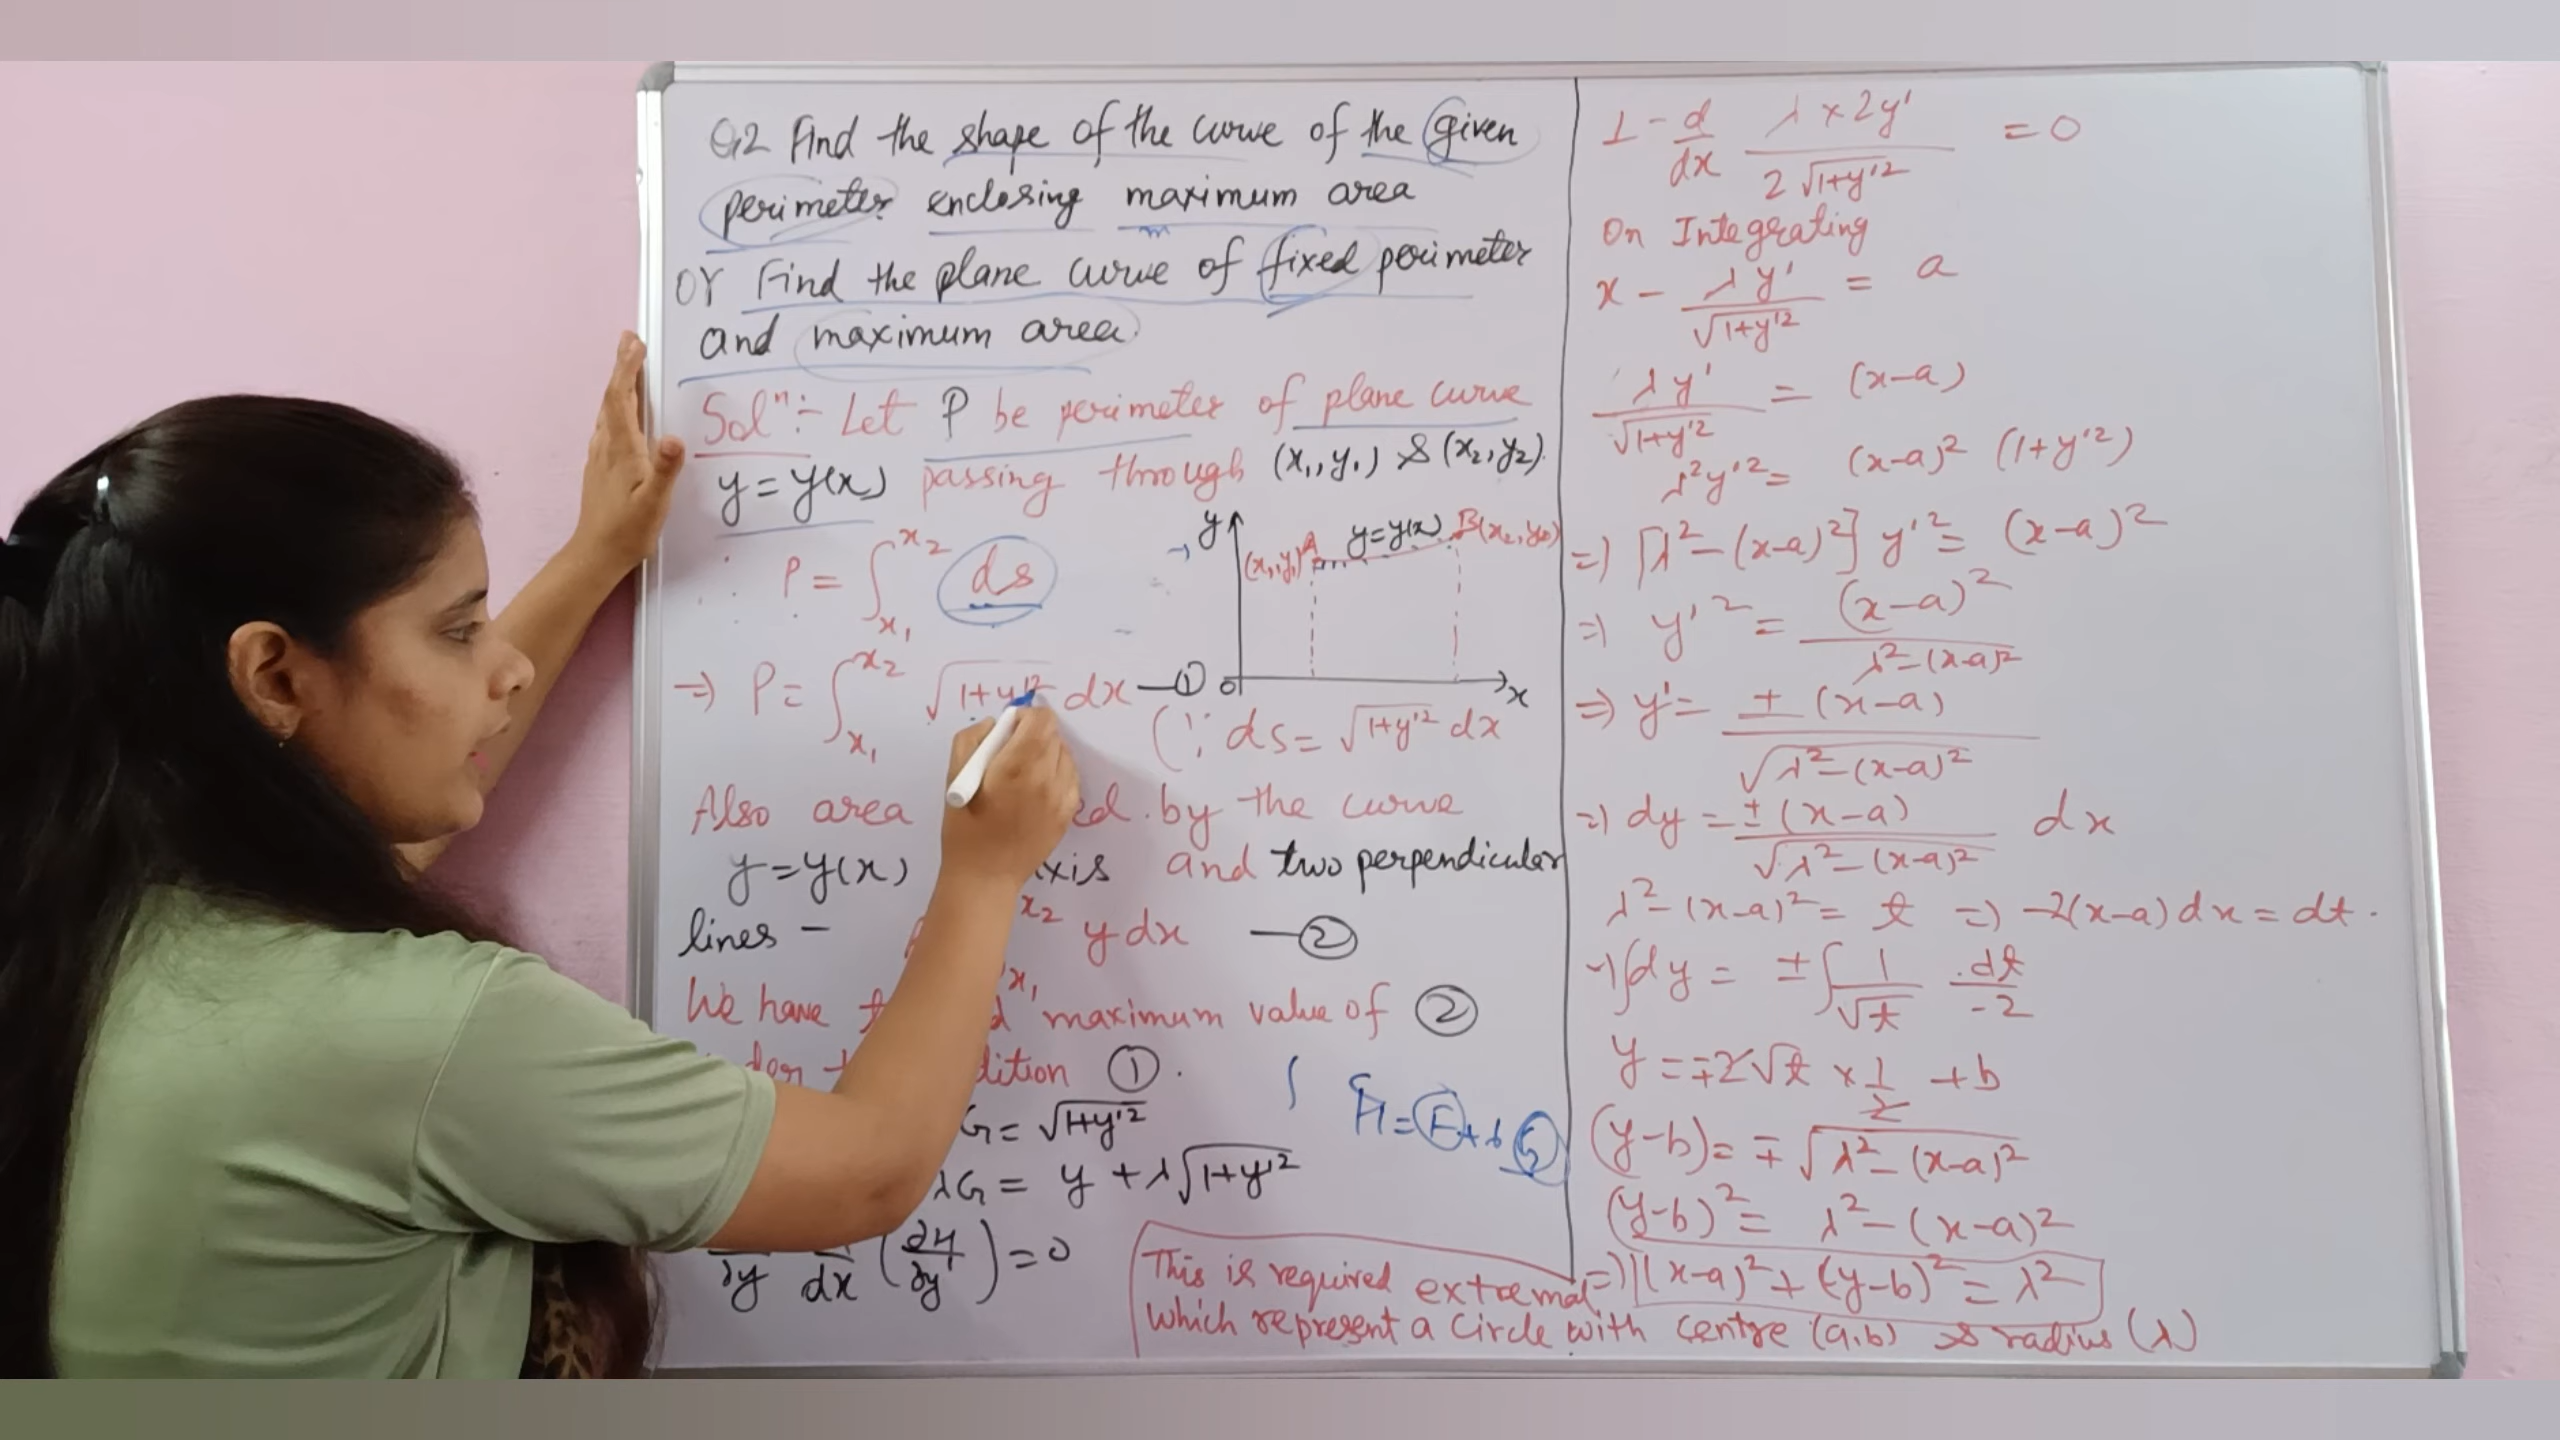 Q2 Find the shape of the curve of the given
perimeter enclosing maximum area
or Find the plane curve of fixed perimeter
and maximum area.
Solⁿ:- Let P be perimeter of plane curve
y = y(x) passing through (x₁, y₁) & (x₂, y₂).
∴ P = ∫_{x₁}^{x₂} ds
y
(x₁, y₁) A
y = y(x)
B(x₂, y₂)
0
x
=) P = ∫_{x₁}^{x₂} √1+y'² dx —①
(∵ ds = √1+y'² dx
Also area by the curve
y = y(x) and two perpendicular
lines - x₂ x₁ y dx —②
We have maximum value of ②
①.
G = √1+y'²
H = F + G
λG = y + λ√1+y'²
∂y dx (∂H/∂y') = 0
This is required extremal
which represent a circle with centre (a,b) & radius (λ)
1 - d/dx λ×2y'/2√1+y'² = 0
On Integrating
x - λy'/√1+y'² = a
λy'/√1+y'² = (x-a)
λ²y'² = (x-a)² (1+y'²)
=) [λ²-(x-a)²] y'² = (x-a)²
=) y'² = (x-a)²/λ²-(x-a)²
=) y' = ± (x-a)/√λ²-(x-a)²
=) dy = ± (x-a)/√λ²-(x-a)² dx
λ²-(x-a)² = t =) -2(x-a) dx = dt.
∫dy = ±∫ 1/√t . dt/-2
y = ∓2√t × 1/2 + b
(y-b) = ∓ √λ²-(x-a)²
(y-b)² = λ²-(x-a)²
=) (x-a)² + (y-b)² = λ²